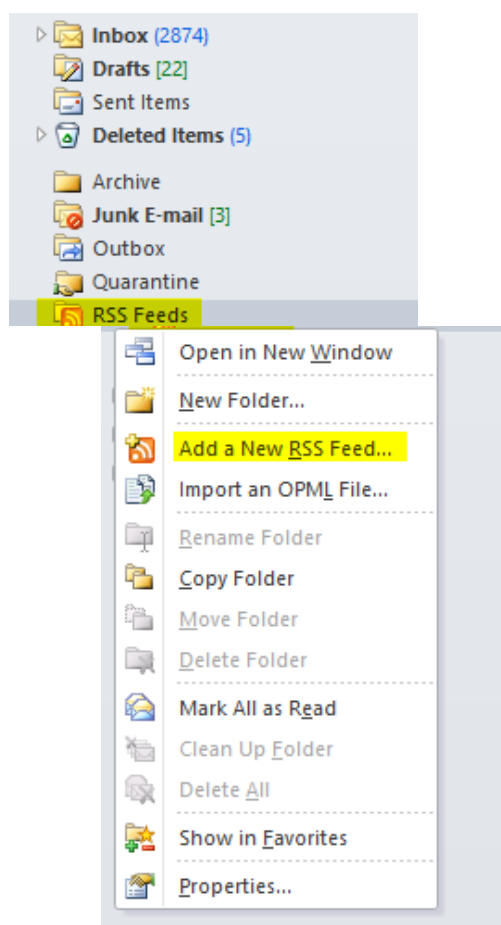 Inbox (2874)
Drafts [22]
Sent Items
Deleted Items (5)
Archive
Junk E-mail [3]
Outbox
Quarantine
RSS Feeds
Open in New Window
New Folder...
Add a New RSS Feed...
Import an OPML File...
Rename Folder
Copy Folder
Move Folder
Delete Folder
Mark All as Read
Clean Up Folder
Delete All
Show in Favorites
Properties...